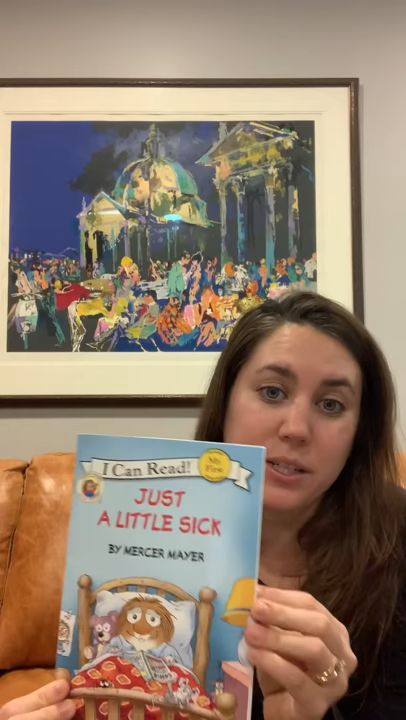 I Can Read!
My
First
JUST
A LITTLE SICK
BY MERCER MAYER